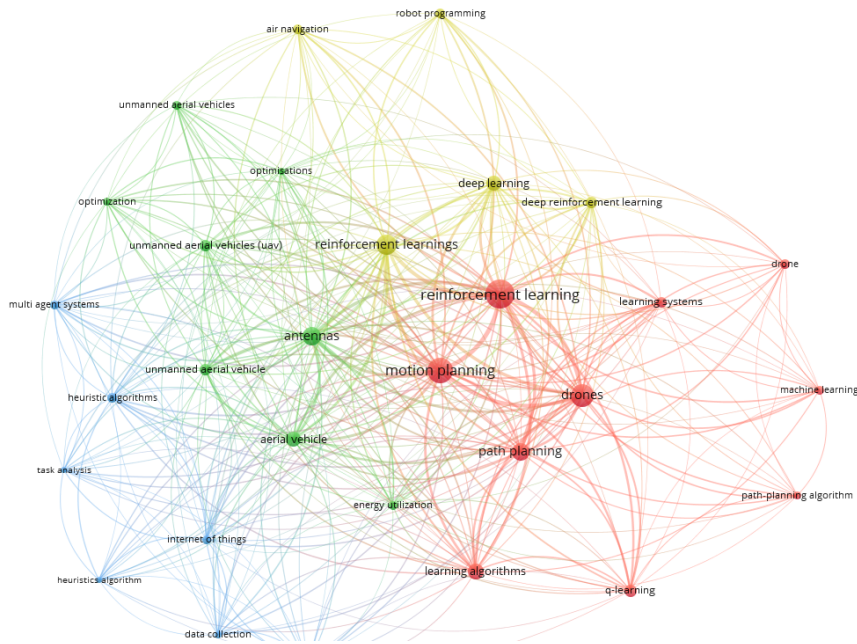 robot programming
air navigation
unmanned aerial vehicles
optimisations
deep learning
optimization
deep reinforcement learning
unmanned aerial vehicles (uav)
reinforcement learnings
drone
reinforcement learning
learning systems
multi agent systems
antennas
unmanned aerial vehicle
motion planning
machine learning
heuristic algorithms
drones
aerial vehicle
path planning
task analysis
path-planning algorithm
energy utilization
internet of things
learning algorithms
heuristics algorithm
q-learning
data collection